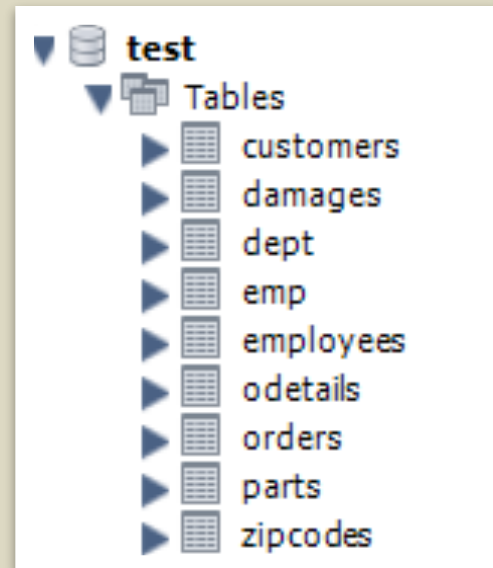 test
Tables
customers
damages
dept
emp
employees
odetails
orders
parts
zipcodes